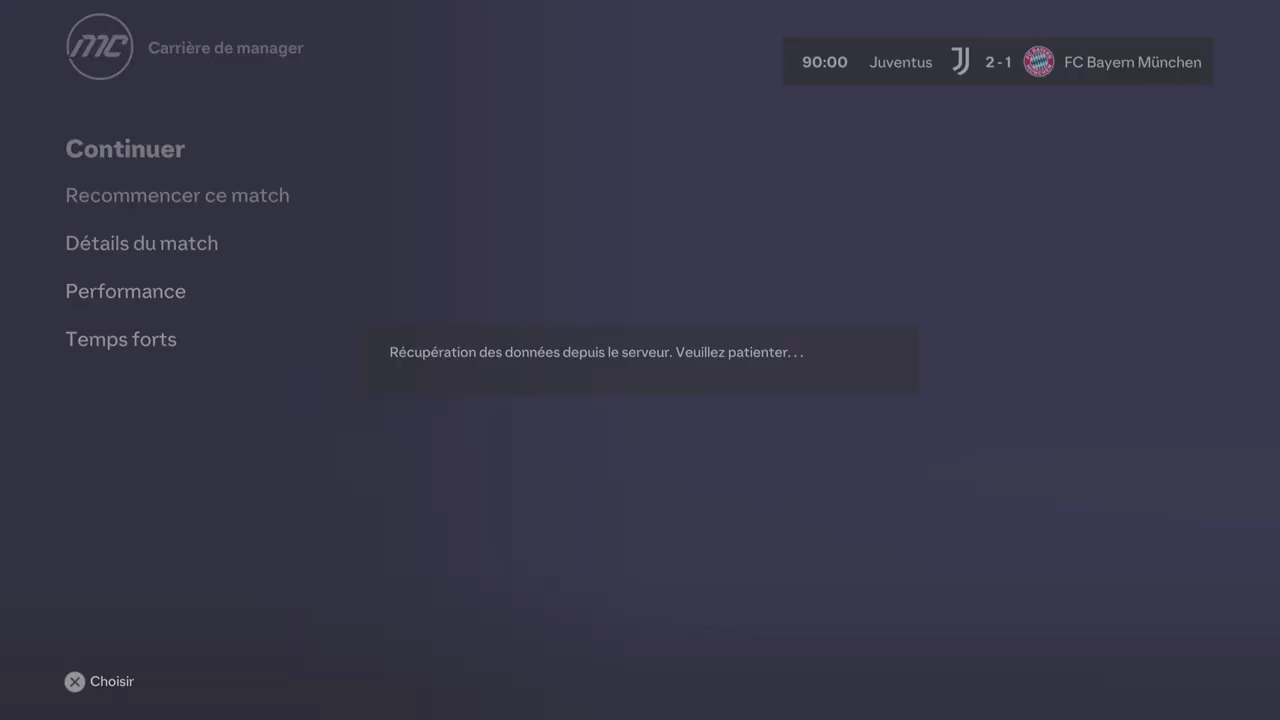 MC Carrière de manager
90:00 Juventus 2 - 1 FC Bayern München
Continuer
Recommencer ce match
Détails du match
Performance
Temps forts
Récupération des données depuis le serveur. Veuillez patienter. . .
Choisir